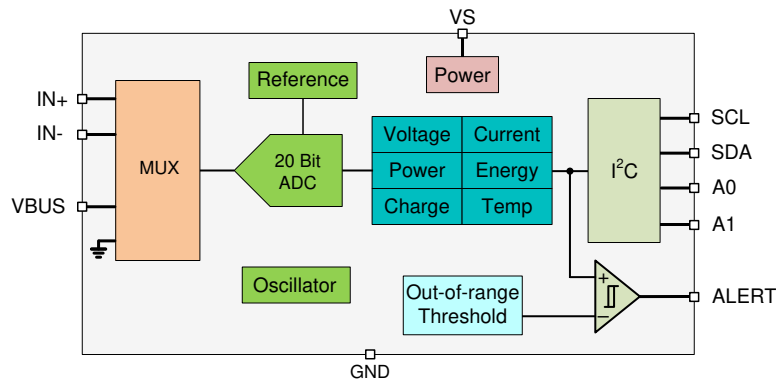 VS
Power
Reference
IN+
IN-
VBUS
MUX
20 Bit
ADC
Voltage
Current
Power
Energy
Charge
Temp
I²C
SCL
SDA
A0
A1
Oscillator
Out-of-range
Threshold
+
−
ALERT
GND